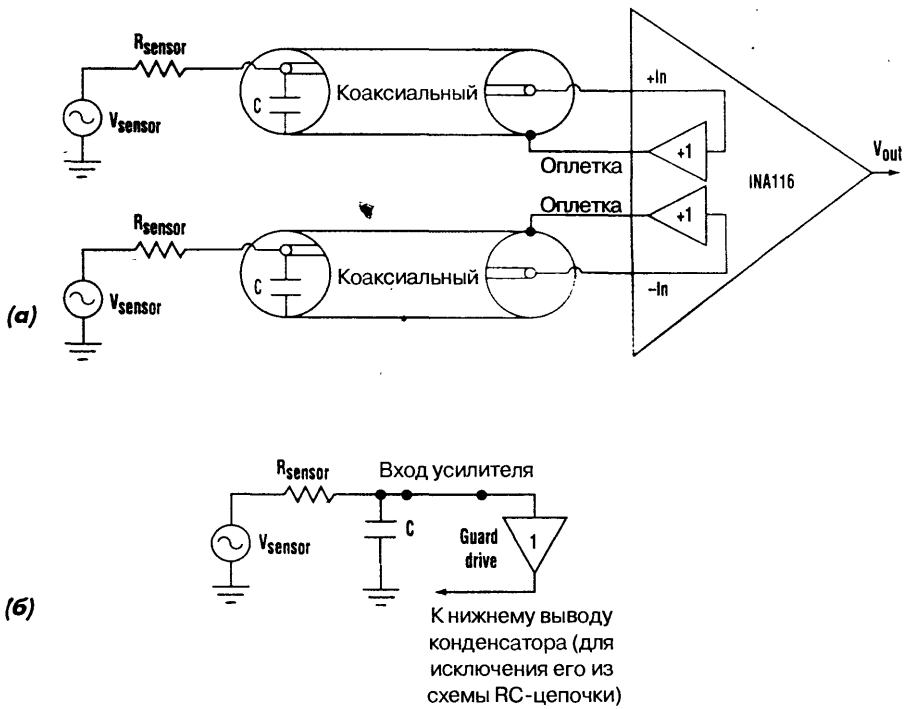 Rsensor
Vsensor
C
Коаксиальный
+In
+1
Оплетка
INA116
Vout
Оплетка
+1
Rsensor
Vsensor
C
Коаксиальный
–In
(а)
Rsensor
Вход усилителя
Vsensor
C
Guard
drive
1
(б)
К нижнему выводу
конденсатора (для
исключения его из
схемы RC-цепочки)